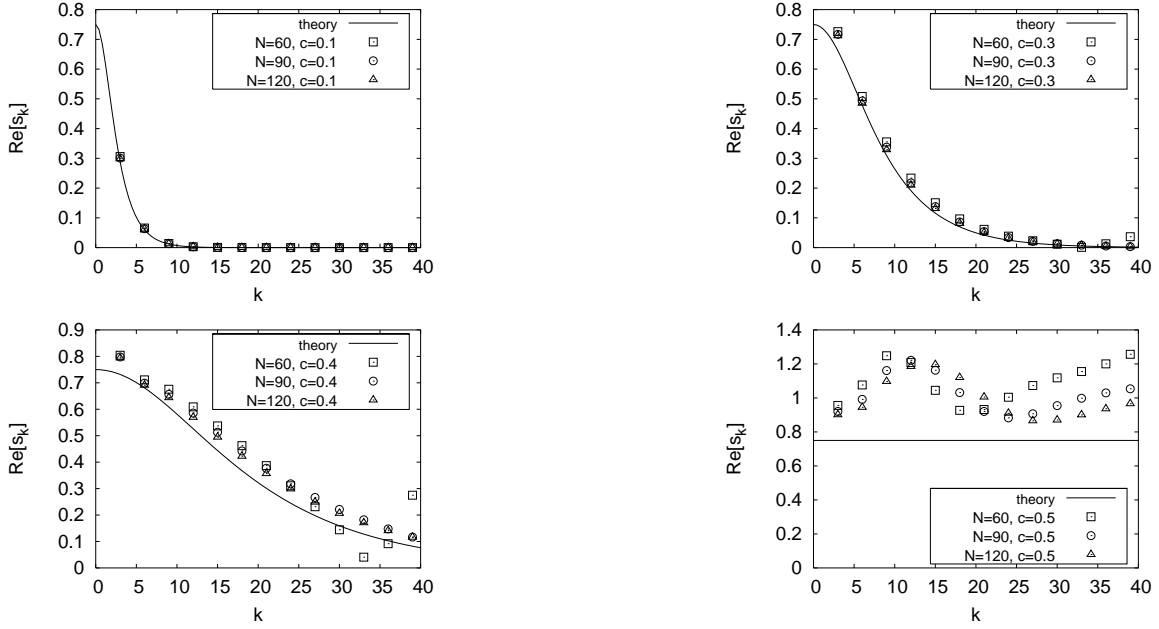 0.8
0.7
0.6
0.5
0.4
0.3
0.2
0.1
0
Re[s_k]
theory
N=60, c=0.1
N=90, c=0.1
N=120, c=0.1
0 5 10 15 20 25 30 35 40
k
0.8
0.7
0.6
0.5
0.4
0.3
0.2
0.1
0
Re[s_k]
theory
N=60, c=0.3
N=90, c=0.3
N=120, c=0.3
0 5 10 15 20 25 30 35 40
k
0.9
0.8
0.7
0.6
0.5
0.4
0.3
0.2
0.1
0
Re[s_k]
theory
N=60, c=0.4
N=90, c=0.4
N=120, c=0.4
0 5 10 15 20 25 30 35 40
k
1.4
1.2
1
0.8
0.6
0.4
0.2
0
Re[s_k]
theory
N=60, c=0.5
N=90, c=0.5
N=120, c=0.5
0 5 10 15 20 25 30 35 40
k